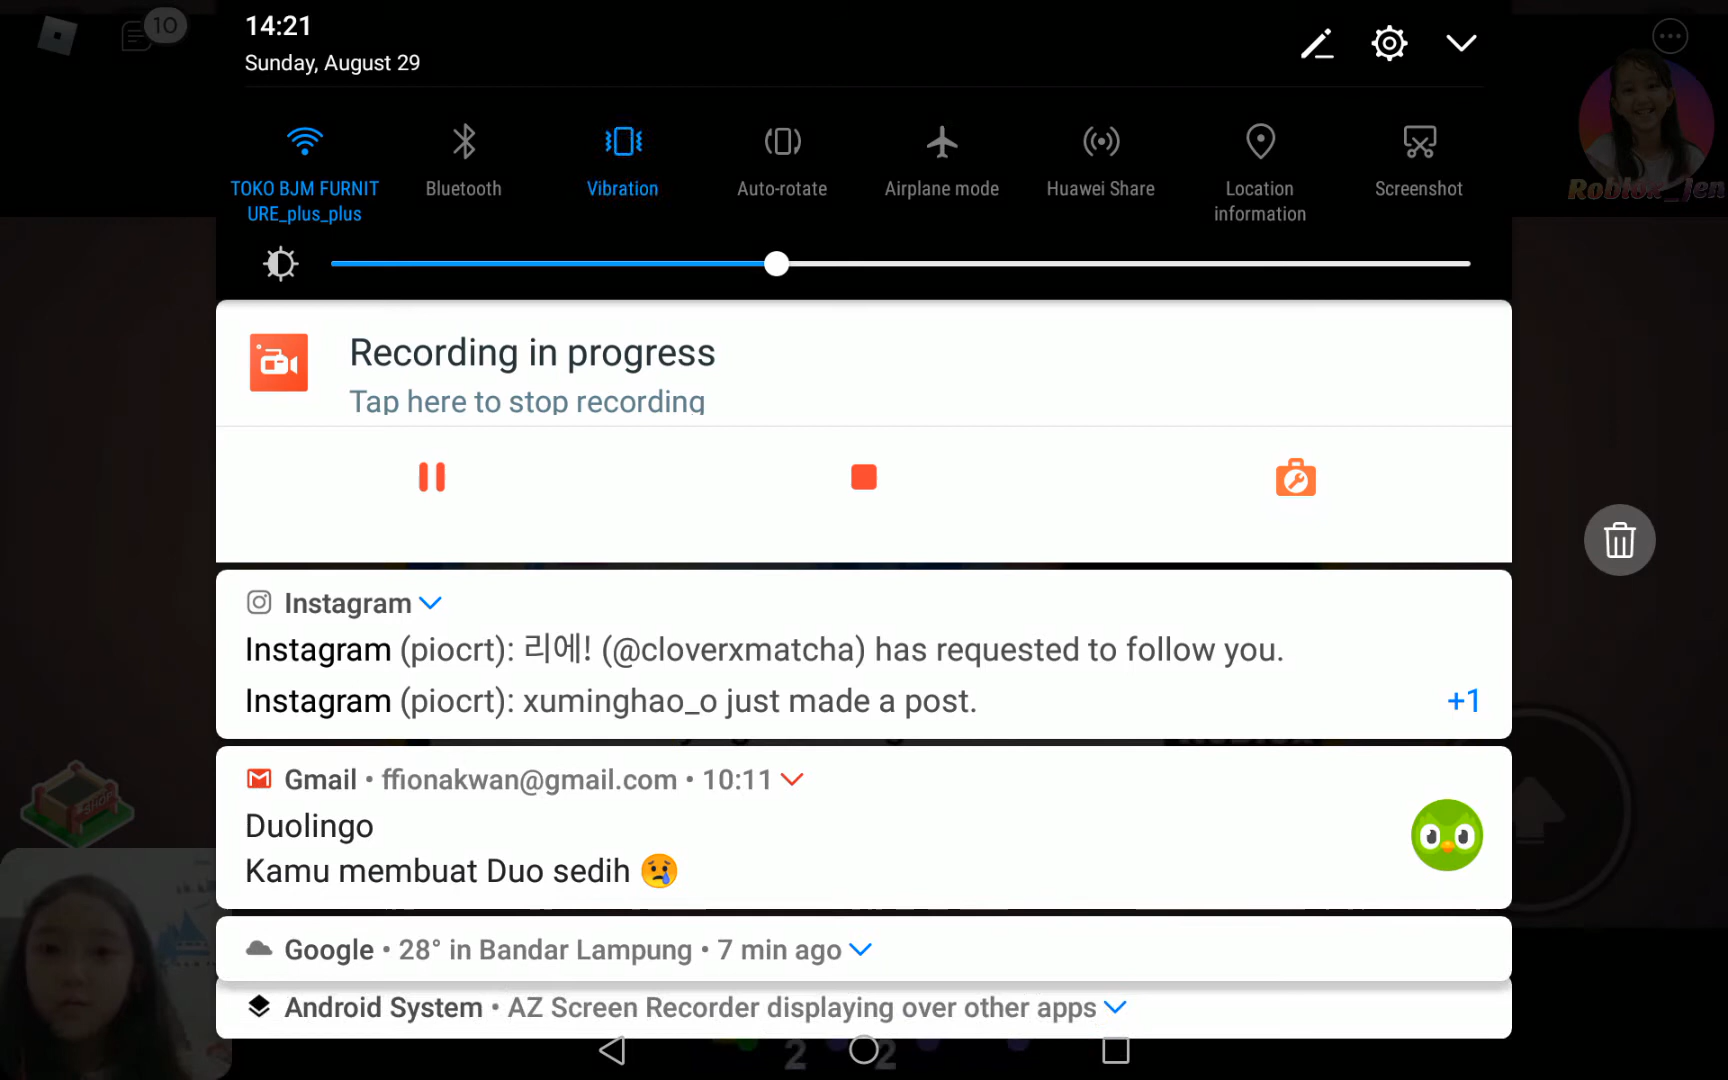 10
14:21
Sunday, August 29
TOKO BJM FURNIT
URE_plus_plus
Bluetooth
Vibration
Auto-rotate
Airplane mode
Huawei Share
Location
information
Screenshot
Roblox_jen
Recording in progress
Tap here to stop recording
Instagram
Instagram (piocrt): 리에! (@cloverxmatcha) has requested to follow you.
Instagram (piocrt): xuminghao_o just made a post.
+1
Gmail • ffionakwan@gmail.com • 10:11
Duolingo
Kamu membuat Duo sedih 😢
SHOP
Google • 28° in Bandar Lampung • 7 min ago
Android System • AZ Screen Recorder displaying over other apps
2
2